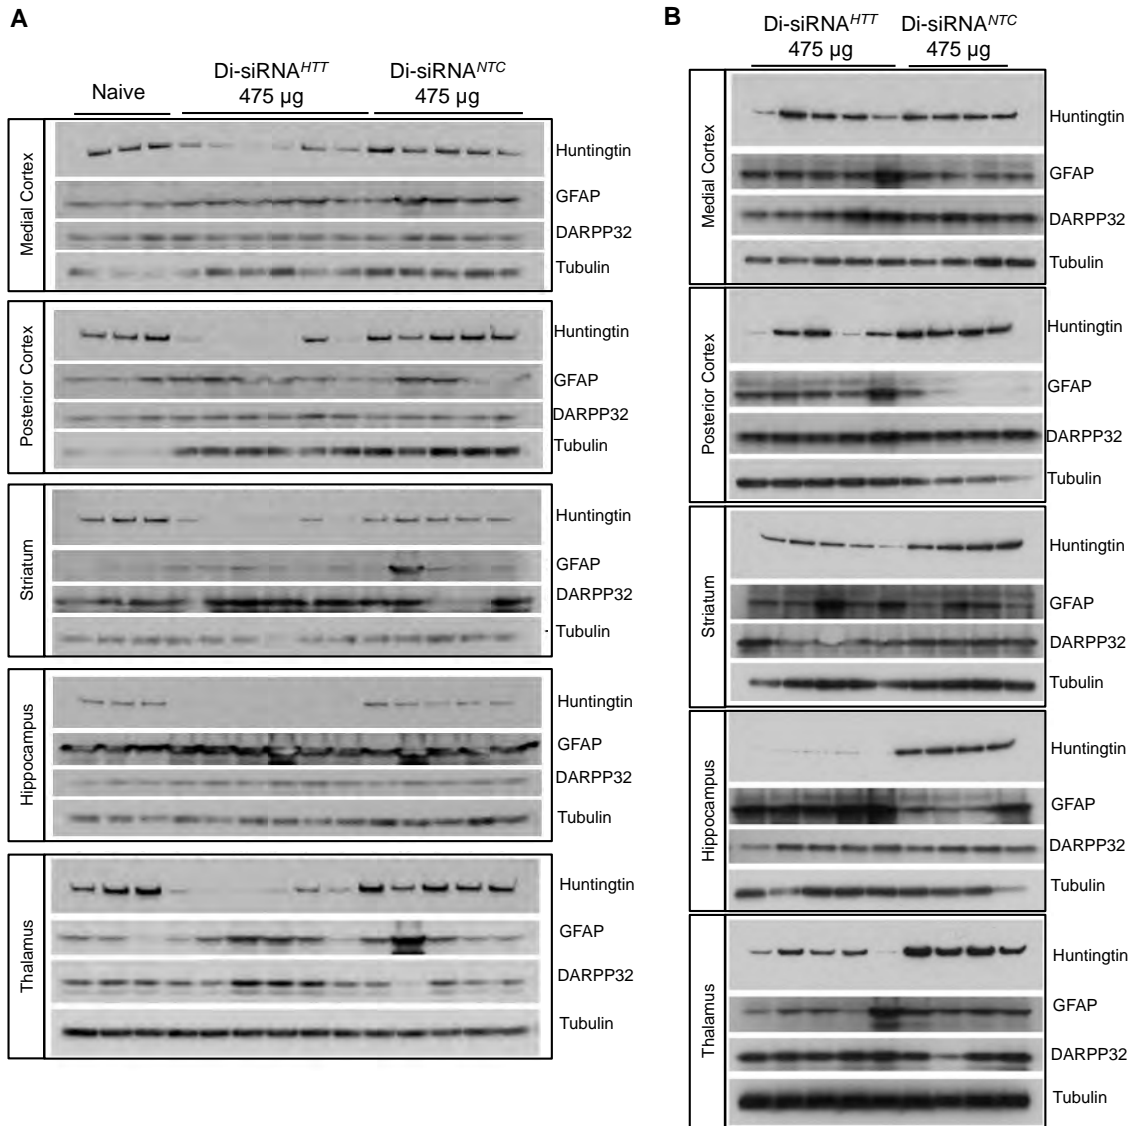 A
Naive
Di-siRNA^HTT
475 µg
Di-siRNA^NTC
475 µg
Medial Cortex
Huntingtin
GFAP
DARPP32
Tubulin
Posterior Cortex
Huntingtin
GFAP
DARPP32
Tubulin
Striatum
Huntingtin
GFAP
DARPP32
Tubulin
Hippocampus
Huntingtin
GFAP
DARPP32
Tubulin
Thalamus
Huntingtin
GFAP
DARPP32
Tubulin
B
Di-siRNA^HTT
475 µg
Di-siRNA^NTC
475 µg
Medial Cortex
Huntingtin
GFAP
DARPP32
Tubulin
Posterior Cortex
Huntingtin
GFAP
DARPP32
Tubulin
Striatum
Huntingtin
GFAP
DARPP32
Tubulin
Hippocampus
Huntingtin
GFAP
DARPP32
Tubulin
Thalamus
Huntingtin
GFAP
DARPP32
Tubulin